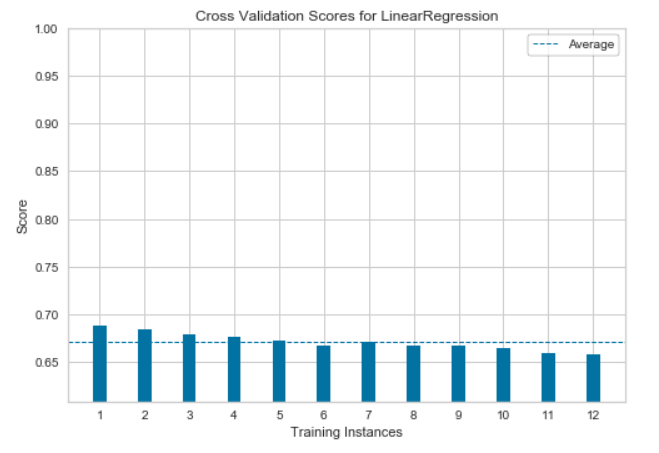 Cross Validation Scores for LinearRegression
1.00
Average
0.95
0.90
0.85
0.80
Score
0.75
0.70
0.65
1 2 3 4 5 6 7 8 9 10 11 12
Training Instances